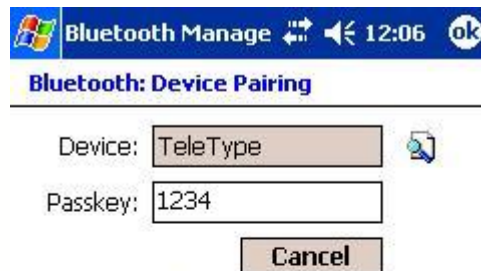 Bluetooth Manage 12:06 ok
Bluetooth: Device Pairing
Device: TeleType
Passkey: 1234
Cancel